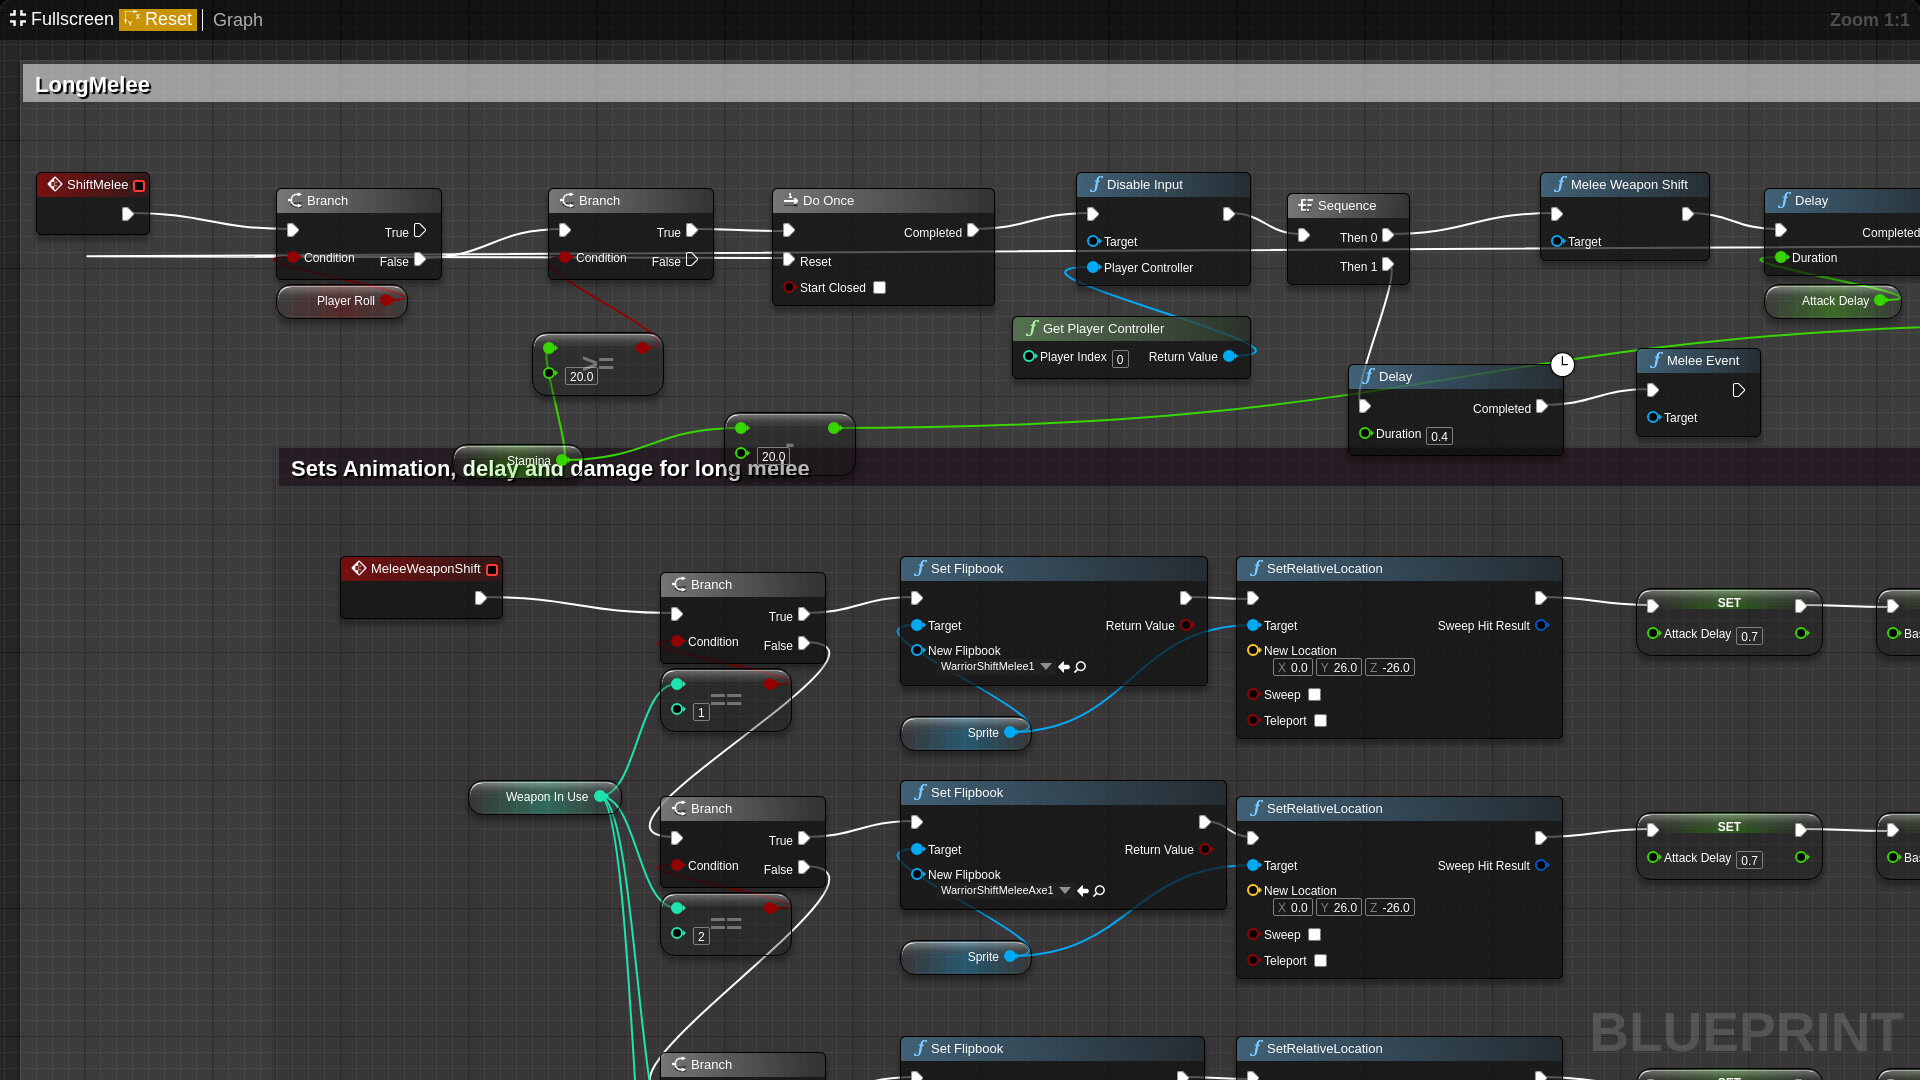 Fullscreen Reset Graph Zoom 1:1
LongMelee
ShiftMelee
Branch
True
Condition False
Player Roll
Branch
True
Condition False
>=
20.0
Stamina
-
20.0
Do Once
Completed
Reset
Start Closed
Disable Input
Target
Player Controller
Get Player Controller
Player Index 0 Return Value
Sequence
Then 0
Then 1
Melee Weapon Shift
Target
Delay
Completed
Duration
Attack Delay
Delay
Completed
Duration 0.4
Melee Event
Target
Sets Animation, delay and damage for long melee
MeleeWeaponShift
Branch
True
Condition False
==
1
Set Flipbook
Target Return Value
New Flipbook
WarriorShiftMelee1
Sprite
SetRelativeLocation
Target Sweep Hit Result
New Location
X 0.0 Y 26.0 Z -26.0
Sweep
Teleport
SET
Attack Delay 0.7
Bas
Weapon In Use
Branch
True
Condition False
==
2
Set Flipbook
Target Return Value
New Flipbook
WarriorShiftMeleeAxe1
Sprite
SetRelativeLocation
Target Sweep Hit Result
New Location
X 0.0 Y 26.0 Z -26.0
Sweep
Teleport
SET
Attack Delay 0.7
Bas
Branch
Set Flipbook
SetRelativeLocation
SET
BLUEPRINT